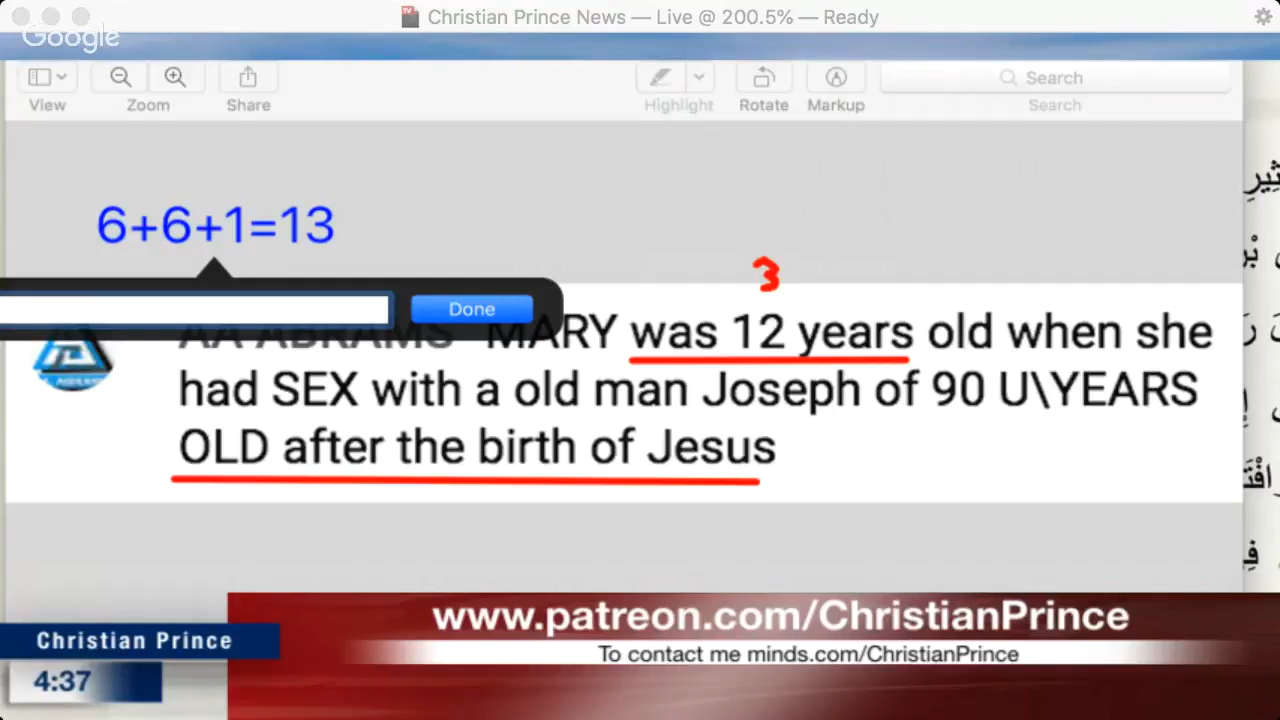 Christian Prince News — Live @ 200.5% — Ready
Google
View
Zoom
Share
Highlight
Rotate
Markup
Search
Search
6+6+1=13
3
Done
AA ABRAMS MARY was 12 years old when she
had SEX with a old man Joseph of 90 U\YEARS
OLD after the birth of Jesus
www.patreon.com/ChristianPrince
Christian Prince
To contact me minds.com/ChristianPrince
4:37